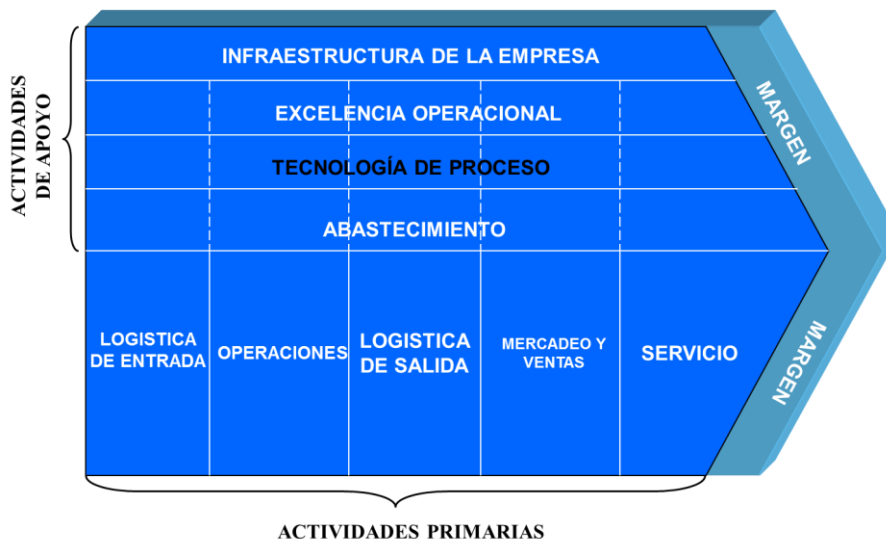 ACTIVIDADES
DE APOYO
INFRAESTRUCTURA DE LA EMPRESA
EXCELENCIA OPERACIONAL
TECNOLOGÍA DE PROCESO
ABASTECIMIENTO
MARGEN
LOGISTICA
DE ENTRADA
OPERACIONES
LOGISTICA
DE SALIDA
MERCADEO Y
VENTAS
SERVICIO
MARGEN
ACTIVIDADES PRIMARIAS